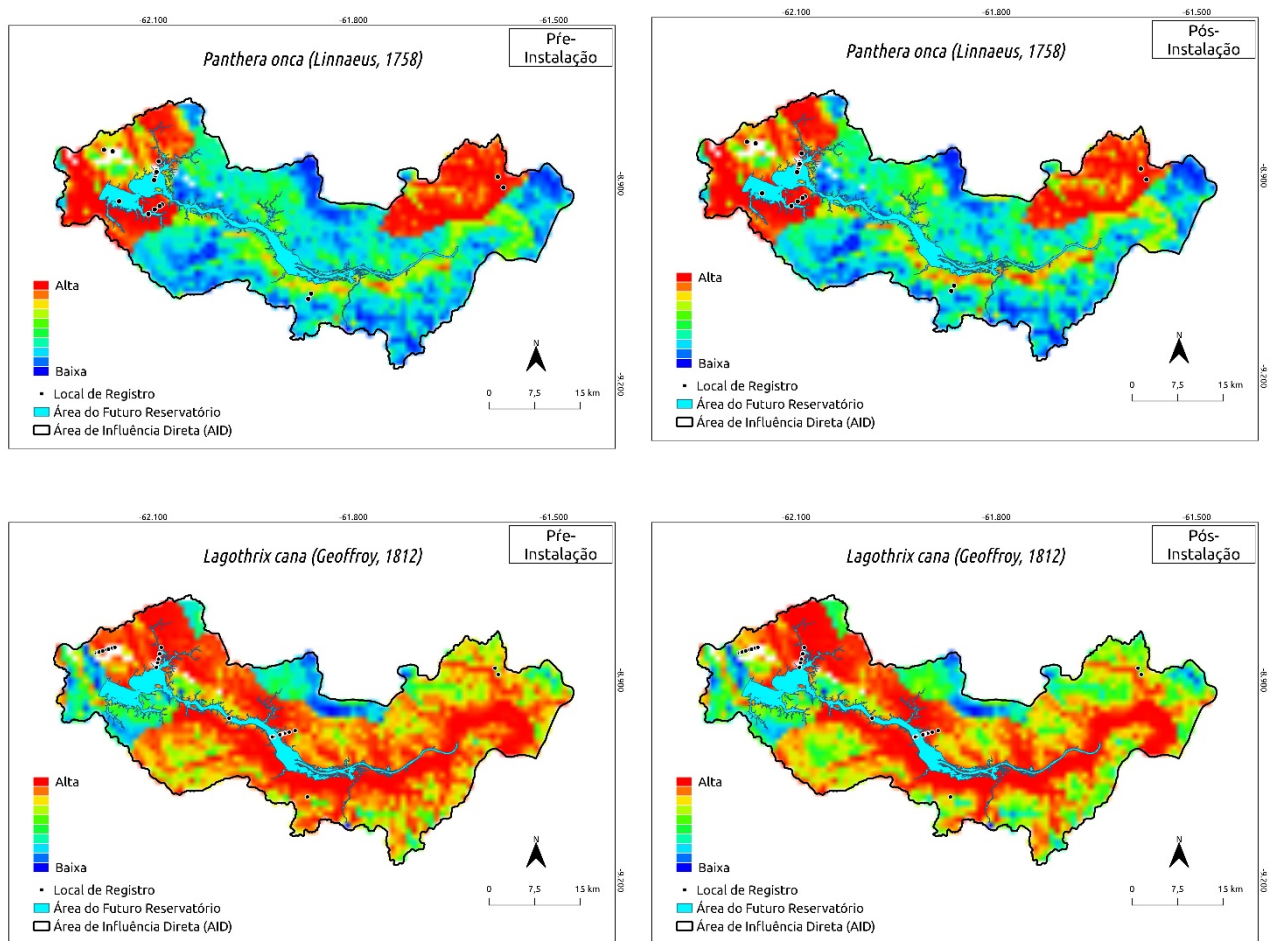 -62.100 -61.800 -61.500
Pŕe-
Instalação
Panthera onca (Linnaeus, 1758)
-8.900
Alta
Baixa
Local de Registro
Área do Futuro Reservatório
Área de Influência Direta (AID)
N
0 7,5 15 km
-9.200
-62.100 -61.800 -61.500
Pós-
Instalação
Panthera onca (Linnaeus, 1758)
-8.900
Alta
Baixa
Local de Registro
Área do Futuro Reservatório
Área de Influência Direta (AID)
N
0 7,5 15 km
-9.200
-62.100 -61.800 -61.500
Pŕe-
Instalação
Lagothrix cana (Geoffroy, 1812)
-8.900
Alta
Baixa
Local de Registro
Área do Futuro Reservatório
Área de Influência Direta (AID)
N
0 7,5 15 km
-9.200
-62.100 -61.800 -61.500
Pós-
Instalação
Lagothrix cana (Geoffroy, 1812)
-8.900
Alta
Baixa
Local de Registro
Área do Futuro Reservatório
Área de Influência Direta (AID)
N
0 7,5 15 km
-9.200